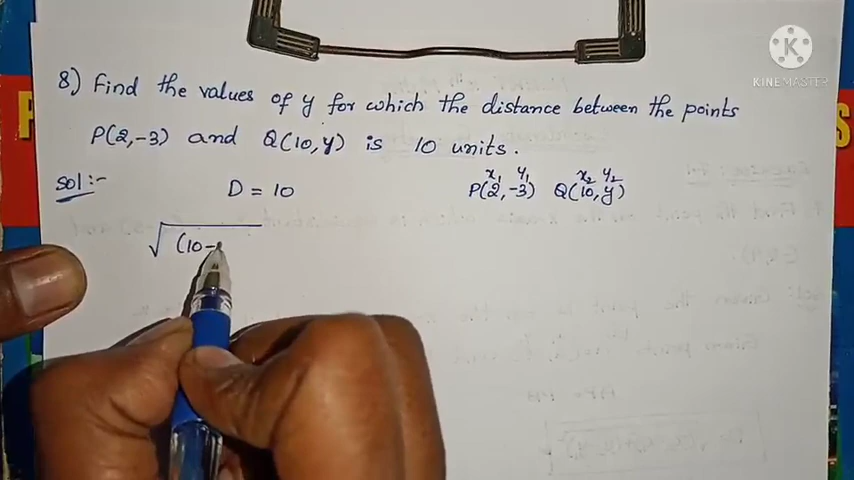 KINEMASTER
8) Find the values of y for which the distance between the points
P(2,-3) and Q(10,y) is 10 units.
Sol:-
D = 10
x₁ y₁ x₂ y₂
P(2,-3) Q(10,y)
√(10-